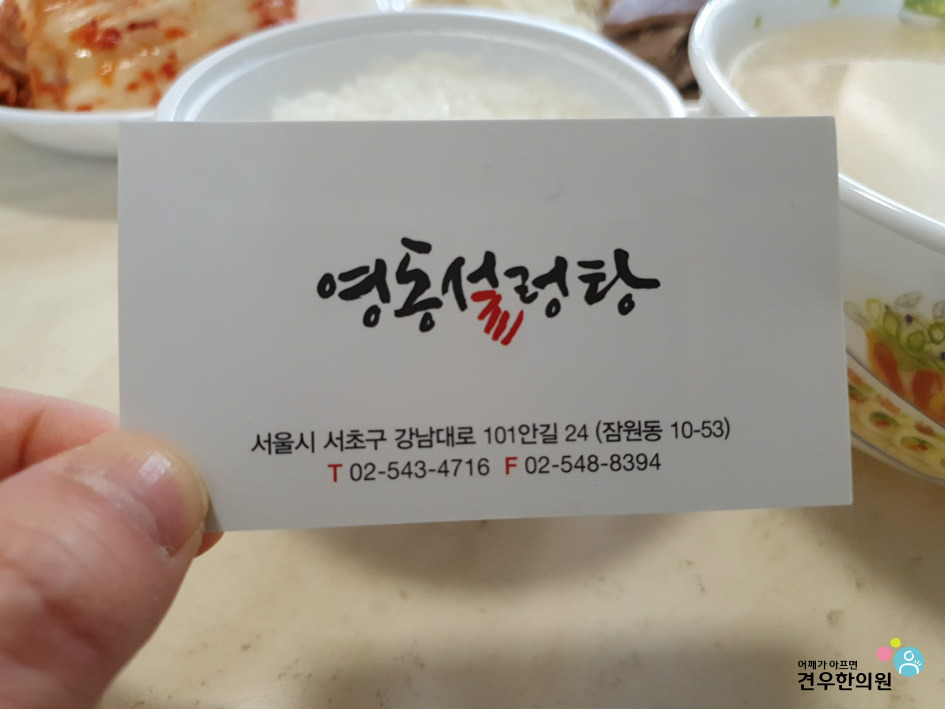 영동설렁탕
서울시 서초구 강남대로 101안길 24 (잠원동 10-53)
T 02-543-4716 F 02-548-8394
어깨가 아프면
견우한의원